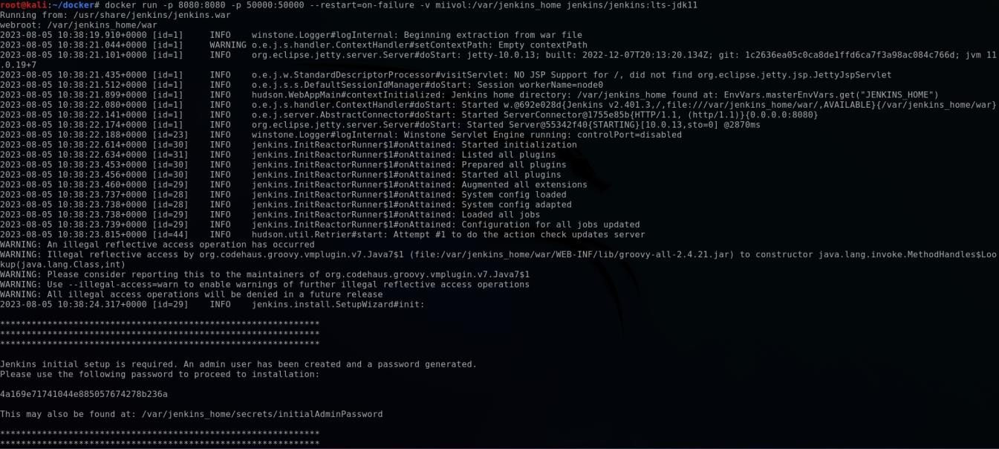 root@kali:~/docker# docker run -p 8080:8080 -p 50000:50000 --restart=on-failure -v miivol:/var/jenkins_home jenkins/jenkins:lts-jdk11
Running from: /usr/share/jenkins/jenkins.war
webroot: /var/jenkins_home/war
2023-08-05 10:38:19.910+0000 [id=1]	INFO	winstone.Logger#logInternal: Beginning extraction from war file
2023-08-05 10:38:21.044+0000 [id=1]	WARNING	o.e.j.s.handler.ContextHandler#setContextPath: Empty contextPath
2023-08-05 10:38:21.101+0000 [id=1]	INFO	org.eclipse.jetty.server.Server#doStart: jetty-10.0.13; built: 2022-12-07T20:13:20.134Z; git: 1c2636ea05c0ca8de1ffd6ca7f3a98ac084c766d; jvm 11
.0.19+7
2023-08-05 10:38:21.435+0000 [id=1]	INFO	o.e.j.w.StandardDescriptorProcessor#visitServlet: NO JSP Support for /, did not find org.eclipse.jetty.jsp.JettyJspServlet
2023-08-05 10:38:21.512+0000 [id=1]	INFO	o.e.j.s.s.DefaultSessionIdManager#doStart: Session workerName=node0
2023-08-05 10:38:21.899+0000 [id=1]	INFO	hudson.WebAppMain#contextInitialized: Jenkins home directory: /var/jenkins_home found at: EnvVars.masterEnvVars.get("JENKINS_HOME")
2023-08-05 10:38:22.080+0000 [id=1]	INFO	o.e.j.s.handler.ContextHandler#doStart: Started w.@692e028d{Jenkins v2.401.3,/,file:///var/jenkins_home/war/,AVAILABLE}{/var/jenkins_home/war}
2023-08-05 10:38:22.141+0000 [id=1]	INFO	o.e.j.server.AbstractConnector#doStart: Started ServerConnector@1755e85b{HTTP/1.1, (http/1.1)}{0.0.0.0:8080}
2023-08-05 10:38:22.174+0000 [id=1]	INFO	org.eclipse.jetty.server.Server#doStart: Started Server@55342f40{STARTING}[10.0.13,sto=0] @2870ms
2023-08-05 10:38:22.188+0000 [id=23]	INFO	winstone.Logger#logInternal: Winstone Servlet Engine running: controlPort=disabled
2023-08-05 10:38:22.614+0000 [id=30]	INFO	jenkins.InitReactorRunner$1#onAttained: Started initialization
2023-08-05 10:38:22.634+0000 [id=31]	INFO	jenkins.InitReactorRunner$1#onAttained: Listed all plugins
2023-08-05 10:38:23.453+0000 [id=30]	INFO	jenkins.InitReactorRunner$1#onAttained: Prepared all plugins
2023-08-05 10:38:23.456+0000 [id=30]	INFO	jenkins.InitReactorRunner$1#onAttained: Started all plugins
2023-08-05 10:38:23.460+0000 [id=29]	INFO	jenkins.InitReactorRunner$1#onAttained: Augmented all extensions
2023-08-05 10:38:23.737+0000 [id=28]	INFO	jenkins.InitReactorRunner$1#onAttained: System config loaded
2023-08-05 10:38:23.738+0000 [id=28]	INFO	jenkins.InitReactorRunner$1#onAttained: System config adapted
2023-08-05 10:38:23.738+0000 [id=29]	INFO	jenkins.InitReactorRunner$1#onAttained: Loaded all jobs
2023-08-05 10:38:23.739+0000 [id=29]	INFO	jenkins.InitReactorRunner$1#onAttained: Configuration for all jobs updated
2023-08-05 10:38:23.815+0000 [id=44]	INFO	hudson.util.Retrier#start: Attempt #1 to do the action check updates server
WARNING: An illegal reflective access operation has occurred
WARNING: Illegal reflective access by org.codehaus.groovy.vmplugin.v7.Java7$1 (file:/var/jenkins_home/war/WEB-INF/lib/groovy-all-2.4.21.jar) to constructor java.lang.invoke.MethodHandles$Loo
kup(java.lang.Class,int)
WARNING: Please consider reporting this to the maintainers of org.codehaus.groovy.vmplugin.v7.Java7$1
WARNING: Use --illegal-access=warn to enable warnings of further illegal reflective access operations
WARNING: All illegal access operations will be denied in a future release
2023-08-05 10:38:24.317+0000 [id=29]	INFO	jenkins.install.SetupWizard#init:
*************************************************************
*************************************************************
*************************************************************
Jenkins initial setup is required. An admin user has been created and a password generated.
Please use the following password to proceed to installation:
4a169e71741044e885057674278b236a
This may also be found at: /var/jenkins_home/secrets/initialAdminPassword
*************************************************************
*************************************************************